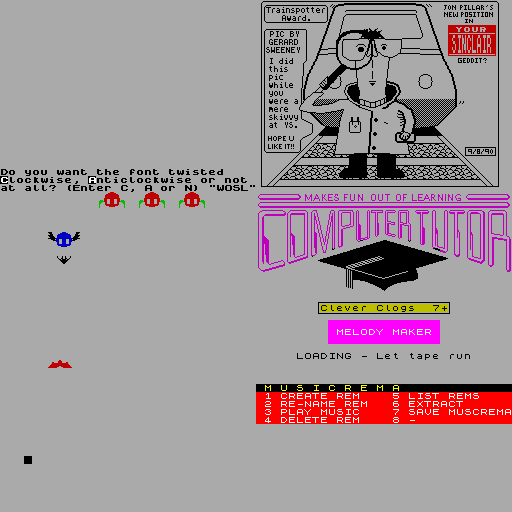 Trainspotter
Award.
JON PILLAR'S
NEW POSITION
IN
YOUR
SINCLAIR
GEDDIT?
PIC BY
GERARD
SWEENEY
I did
this
pic
while
you
were a
mere
skivvy
at YS.
HOPE U
LIKE IT!!
9/8/90
Do you want the font twisted
Clockwise, Anticlockwise or not
at all? (Enter C, A or N) "WOSL"
MAKES FUN OUT OF LEARNING
COMPUTER TUTOR
Clever Clogs 7+
MELODY MAKER
LOADING - Let tape run
MUSICREMA
1 CREATE REM 5 LIST REMS
2 RE-NAME REM 6 EXTRACT
3 PLAY MUSIC 7 SAVE MUSCREMA
4 DELETE REM 8 -